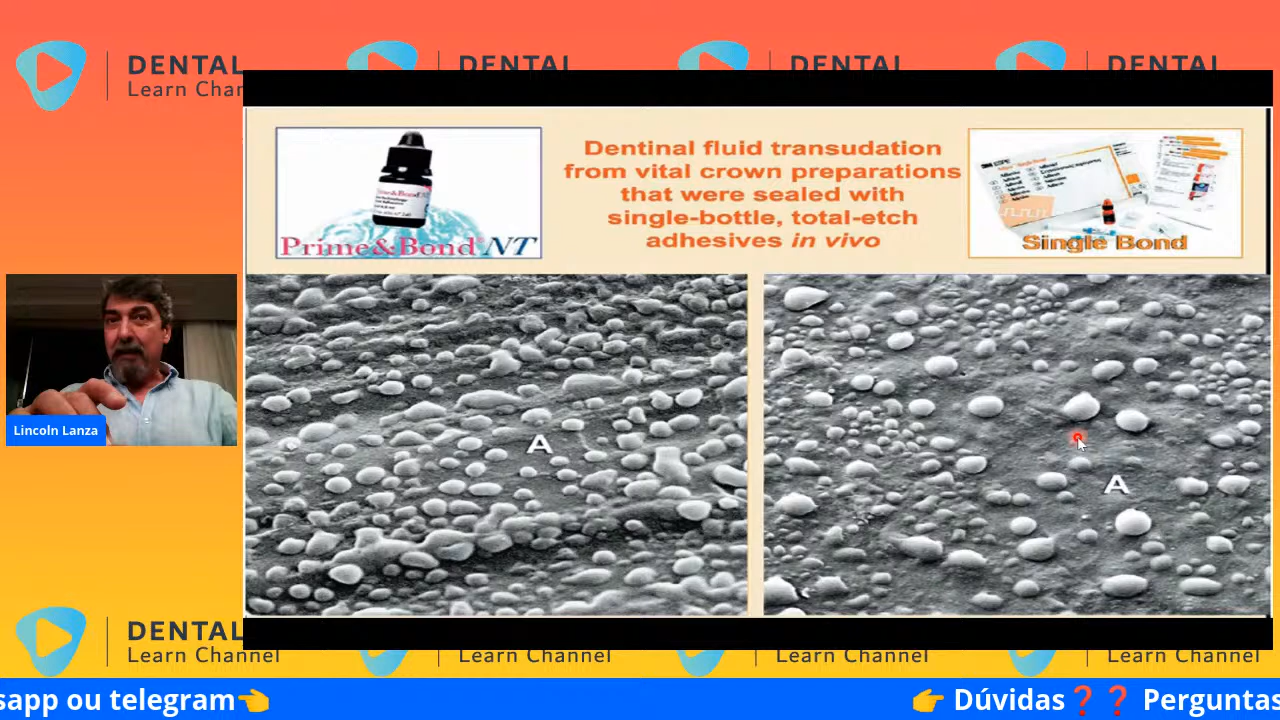 DENTAL
Learn Chan
DENTAL
DENTAL
DENTAL
Prime&Bond® NT
Dentinal fluid transudation
from vital crown preparations
that were sealed with
single-bottle, total-etch
adhesives in vivo
3M ESPE
Single Bond
Lincoln Lanza
A
A
DENTAL
Learn Channel
Learn Channel
Learn Channel
Learn Channel
sapp ou telegram👈
👉 Dúvidas❓❓ Perguntas